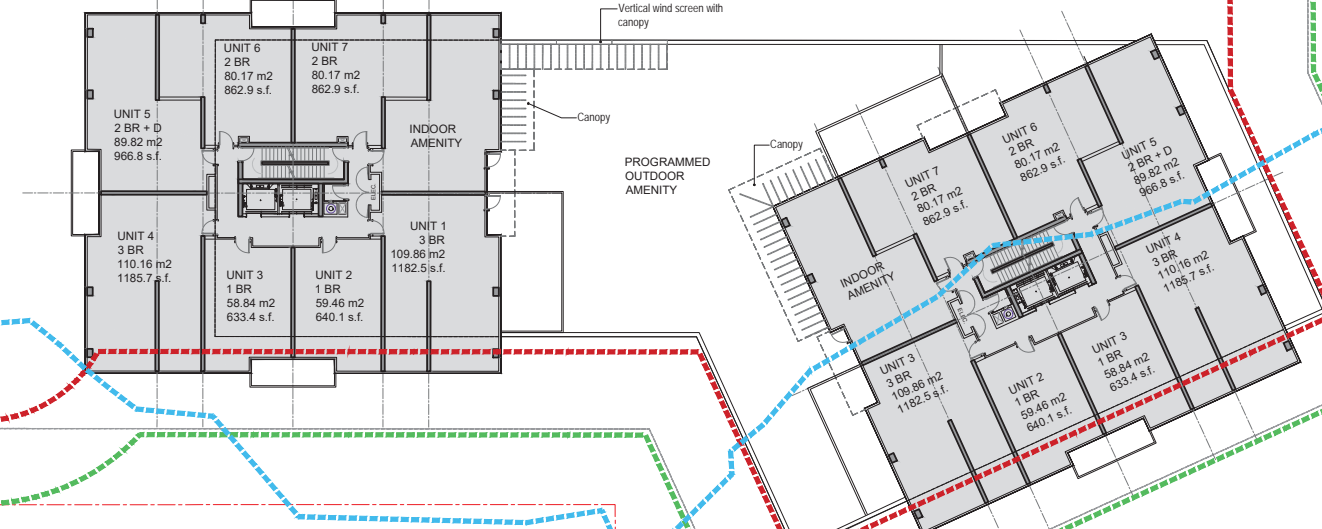 Vertical wind screen with
canopy
UNIT 6
2 BR
80.17 m2
862.9 s.f.
UNIT 7
2 BR
80.17 m2
862.9 s.f.
UNIT 5
2 BR + D
89.82 m2
966.8 s.f.
INDOOR
AMENITY
Canopy
ELEC.
UNIT 4
3 BR
110.16 m2
1185.7 s.f.
UNIT 3
1 BR
58.84 m2
633.4 s.f.
UNIT 2
1 BR
59.46 m2
640.1 s.f.
UNIT 1
3 BR
109.86 m2
1182.5 s.f.
PROGRAMMED
OUTDOOR
AMENITY
Canopy
UNIT 6
2 BR
80.17 m2
862.9 s.f.
UNIT 5
2 BR + D
89.82 m2
966.8 s.f.
UNIT 7
2 BR
80.17 m2
862.9 s.f.
INDOOR
AMENITY
UNIT 4
3 BR
110.16 m2
1185.7 s.f.
ELEC.
UNIT 3
3 BR
109.86 m2
1182.5 s.f.
UNIT 2
1 BR
59.46 m2
640.1 s.f.
UNIT 3
1 BR
58.84 m2
633.4 s.f.